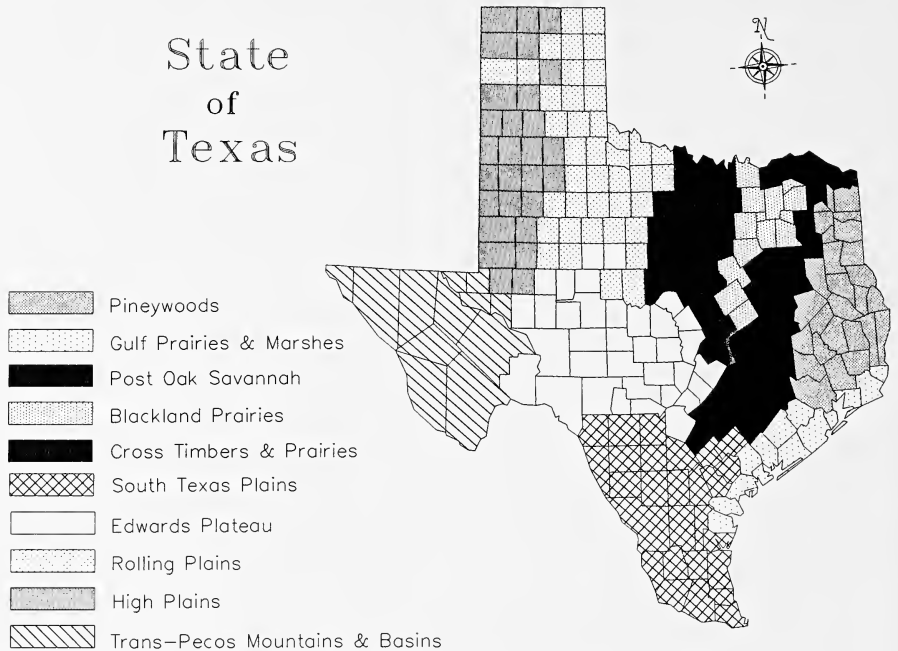 State
of
Texas
N
Pineywoods
Gulf Prairies & Marshes
Post Oak Savannah
Blackland Prairies
Cross Timbers & Prairies
South Texas Plains
Edwards Plateau
Rolling Plains
High Plains
Trans-Pecos Mountains & Basins